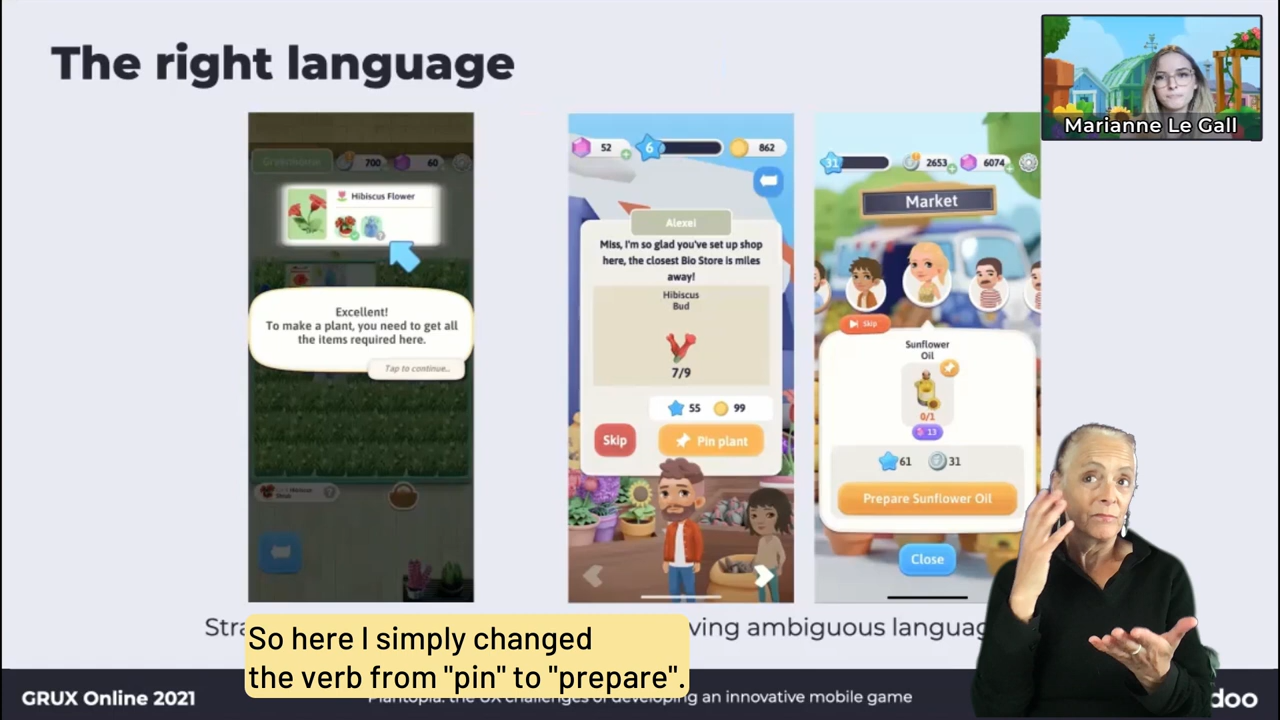 The right language
Marianne Le Gall
Greenhouse
700
60
Hibiscus Flower
Excellent!
To make a plant, you need to get all
the items required here.
Tap to continue...
Hibiscus
52
6
862
Alexei
Miss, I'm so glad you've set up shop
here, the closest Bio Store is miles
away!
Hibiscus
Bud
7/9
55
99
Skip
Pin plant
31
2653
6074
Market
Skip
Sunflower
Oil
0/1
13
61
31
Prepare Sunflower Oil
Close
So here I simply changed
the verb from "pin" to "prepare".
GRUX Online 2021
Plantopia: the UX challenges of developing an innovative mobile game
doo